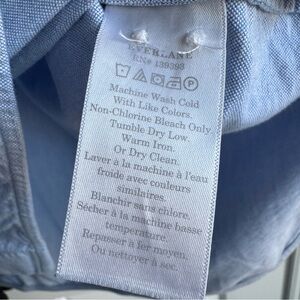 EVERLANE
RN# 139393
Machine Wash Cold
With Like Colors.
Non-Chlorine Bleach Only
Tumble Dry Low.
Warm Iron.
Or Dry Clean.
Laver à la machine à l'eau
froide avec couleurs
similaires.
Blanchir sans chlore.
Sécher à la machine basse
température.
Repasser à fer moyen.
Ou nettoyer à sec.